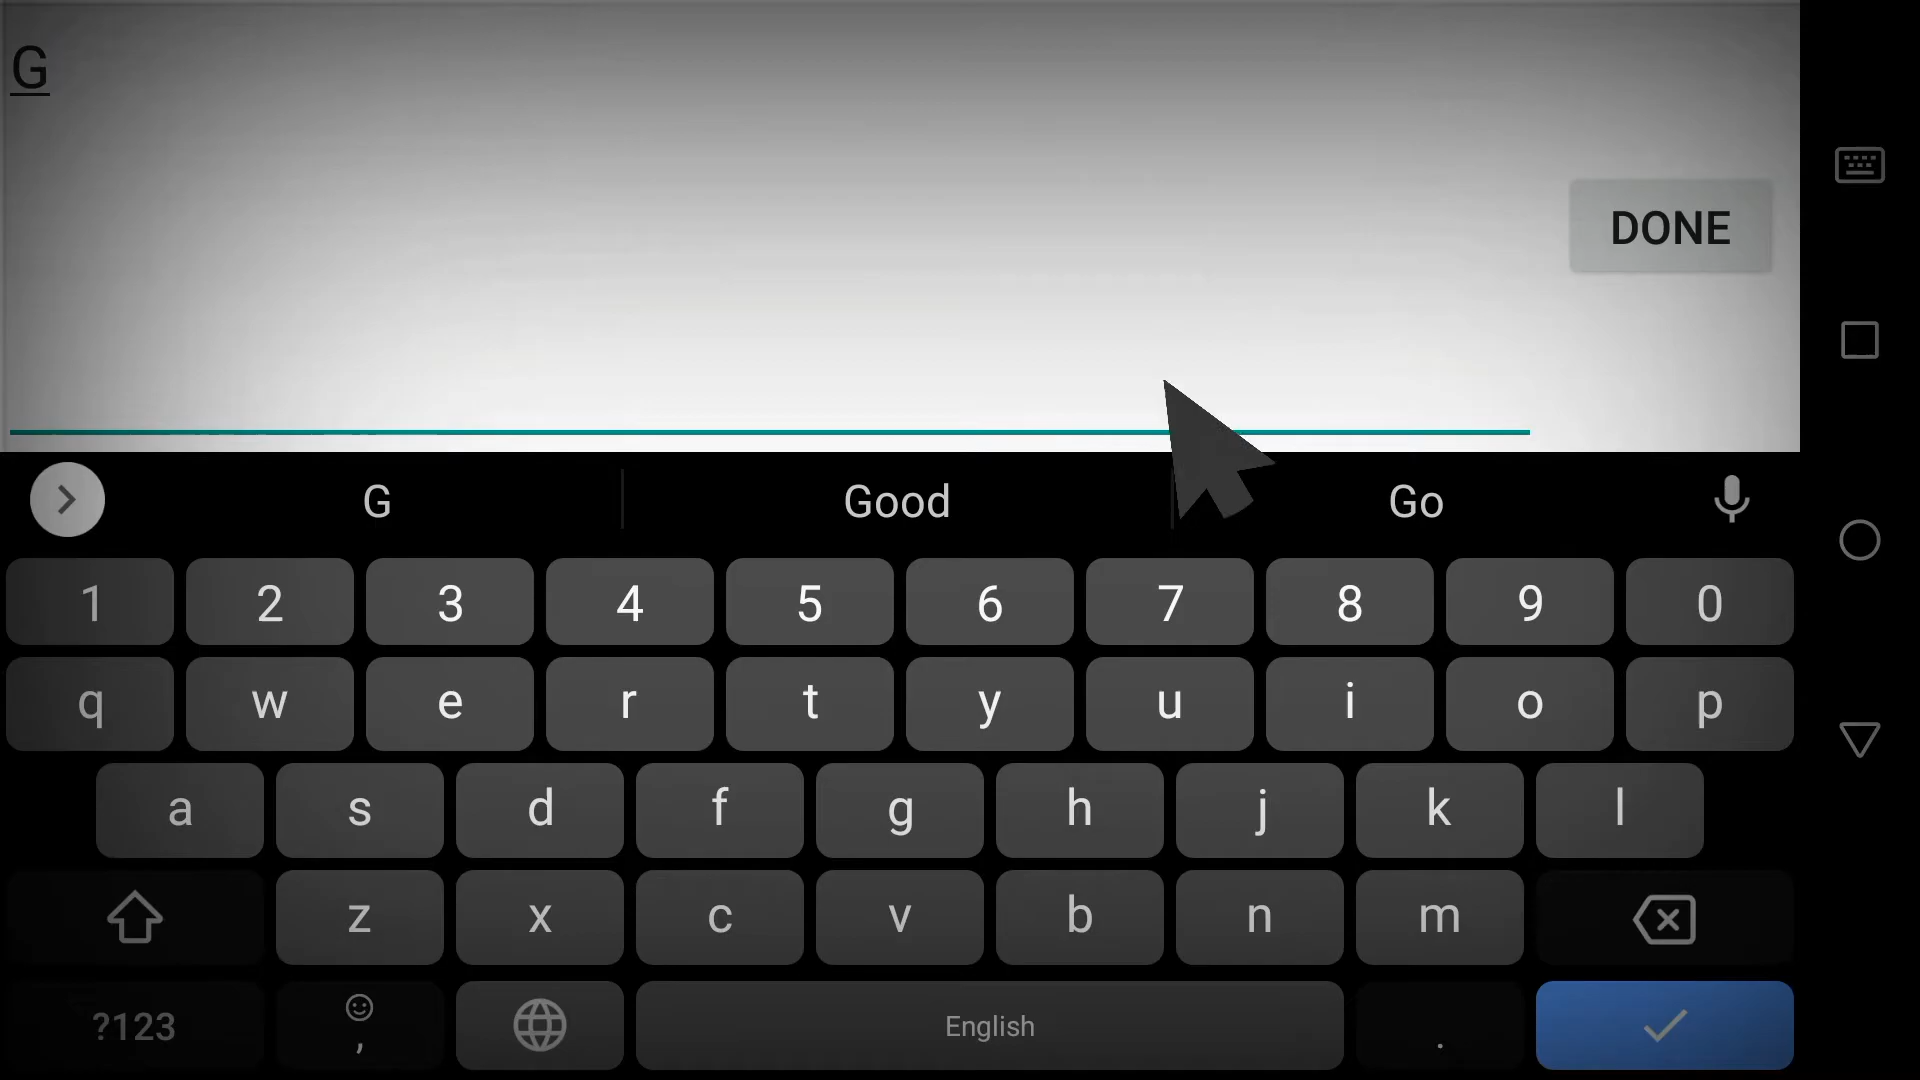 G
DONE
G Good Go
1 2 3 4 5 6 7 8 9 0
q w e r t y u i o p
a s d f g h j k l
z x c v b n m
?123 , English .